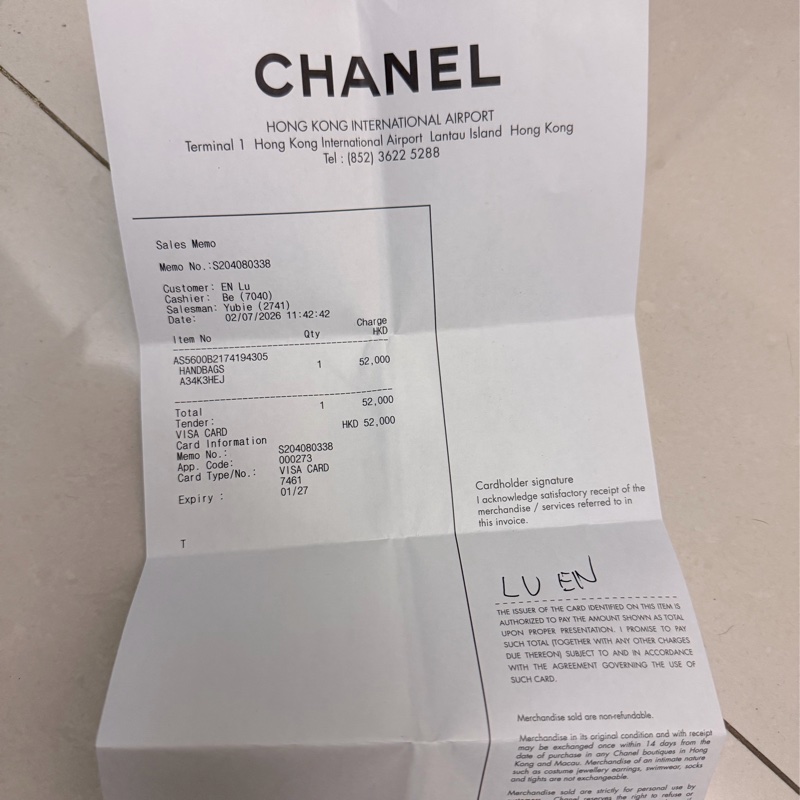 CHANEL
HONG KONG INTERNATIONAL AIRPORT
Terminal 1 Hong Kong International Airport Lantau Island Hong Kong
Tel : (852) 3622 5288
Sales Memo
Memo No.:S204080338
Customer: EN Lu
Cashier: Be (7040)
Salesman: Yubie (2741)
Date: 02/07/2026 11:42:42
Charge
Item No Qty HKD
AS5600B2174194305
HANDBAGS 1 52,000
A34K3HEJ
Total 1 52,000
Tender:
VISA CARD HKD 52,000
Card Information
Memo No.: S204080338
App. Code: 000273
Card Type/No.: VISA CARD
7461
Expiry : 01/27
T
Cardholder signature
I acknowledge satisfactory receipt of the
merchandise / services referred to in
this invoice.
LU EN
THE ISSUER OF THE CARD IDENTIFIED ON THIS ITEM IS
AUTHORIZED TO PAY THE AMOUNT SHOWN AS TOTAL
UPON PROPER PRESENTATION. I PROMISE TO PAY
SUCH TOTAL (TOGETHER WITH ANY OTHER CHARGES
DUE THEREON) SUBJECT TO AND IN ACCORDANCE
WITH THE AGREEMENT GOVERNING THE USE OF
SUCH CARD.
Merchandise sold are non-refundable.
Merchandise in its original condition and with receipt
may be exchanged once within 14 days from the
date of purchase in any Chanel boutiques in Hong
Kong and Macau. Merchandise of an intimate nature
such as costume jewellery earrings, swimwear, socks
and tights are not exchangeable.
Merchandise sold are strictly for personal use by
Chanel reserves the right to refuse or